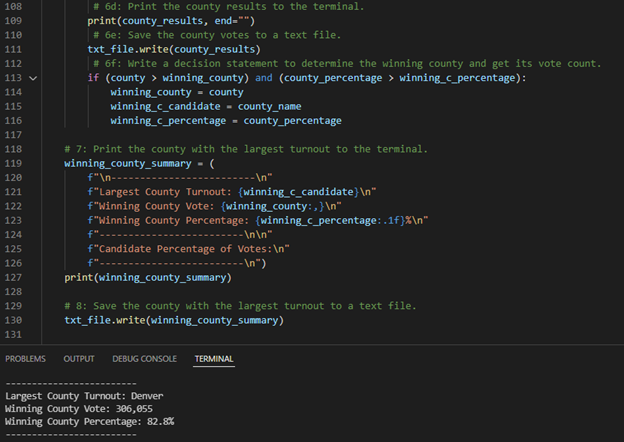 108 # 6d: Print the county results to the terminal.
109 print(county_results, end="")
110 # 6e: Save the county votes to a text file.
111 txt_file.write(county_results)
112 # 6f: Write a decision statement to determine the winning county and get its vote count.
113 if (county > winning_county) and (county_percentage > winning_c_percentage):
114 winning_county = county
115 winning_c_candidate = county_name
116 winning_c_percentage = county_percentage
117
118 # 7: Print the county with the largest turnout to the terminal.
119 winning_county_summary = (
120 f"\n-------------------------\n"
121 f"Largest County Turnout: {winning_c_candidate}\n"
122 f"Winning County Vote: {winning_county:,}\n"
123 f"Winning County Percentage: {winning_c_percentage:.1f}%\n"
124 f"-------------------------\n\n"
125 f"Candidate Percentage of Votes:\n"
126 f"-------------------------\n")
127 print(winning_county_summary)
128
129 # 8: Save the county with the largest turnout to a text file.
130 txt_file.write(winning_county_summary)
131
PROBLEMS OUTPUT DEBUG CONSOLE TERMINAL
-------------------------
Largest County Turnout: Denver
Winning County Vote: 306,055
Winning County Percentage: 82.8%
-------------------------